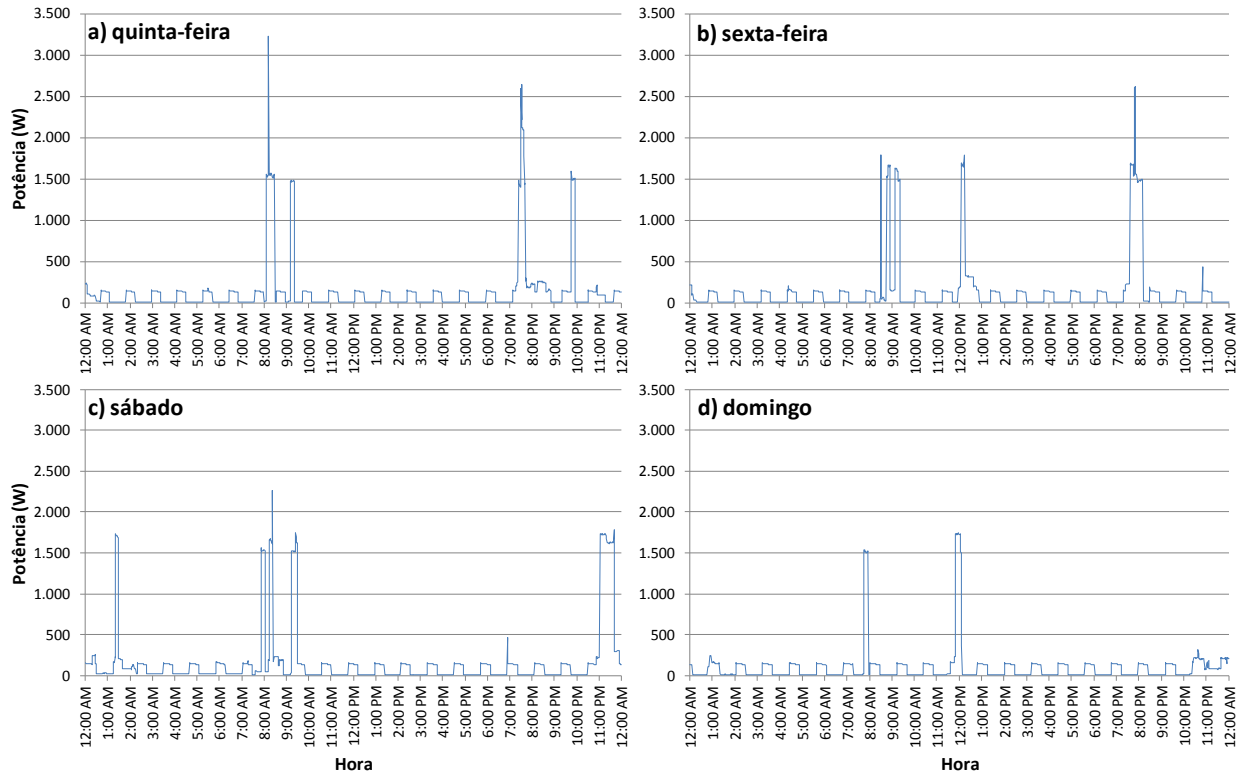 a) quinta-feira
b) sexta-feira
Potência (W)
3.500
3.000
2.500
2.000
1.500
1.000
500
0
12:00 AM
1:00 AM
2:00 AM
3:00 AM
4:00 AM
5:00 AM
6:00 AM
7:00 AM
8:00 AM
9:00 AM
10:00 AM
11:00 AM
12:00 PM
1:00 PM
2:00 PM
3:00 PM
4:00 PM
5:00 PM
6:00 PM
7:00 PM
8:00 PM
9:00 PM
10:00 PM
11:00 PM
12:00 AM
3.500
3.000
2.500
2.000
1.500
1.000
500
0
12:00 AM
1:00 AM
2:00 AM
3:00 AM
4:00 AM
5:00 AM
6:00 AM
7:00 AM
8:00 AM
9:00 AM
10:00 AM
11:00 AM
12:00 PM
1:00 PM
2:00 PM
3:00 PM
4:00 PM
5:00 PM
6:00 PM
7:00 PM
8:00 PM
9:00 PM
10:00 PM
11:00 PM
12:00 AM
c) sábado
d) domingo
Potência (W)
3.500
3.000
2.500
2.000
1.500
1.000
500
0
12:00 AM
1:00 AM
2:00 AM
3:00 AM
4:00 AM
5:00 AM
6:00 AM
7:00 AM
8:00 AM
9:00 AM
10:00 AM
11:00 AM
12:00 PM
1:00 PM
2:00 PM
3:00 PM
4:00 PM
5:00 PM
6:00 PM
7:00 PM
8:00 PM
9:00 PM
10:00 PM
11:00 PM
12:00 AM
Hora
3.500
3.000
2.500
2.000
1.500
1.000
500
0
12:00 AM
1:00 AM
2:00 AM
3:00 AM
4:00 AM
5:00 AM
6:00 AM
7:00 AM
8:00 AM
9:00 AM
10:00 AM
11:00 AM
12:00 PM
1:00 PM
2:00 PM
3:00 PM
4:00 PM
5:00 PM
6:00 PM
7:00 PM
8:00 PM
9:00 PM
10:00 PM
11:00 PM
12:00 AM
Hora